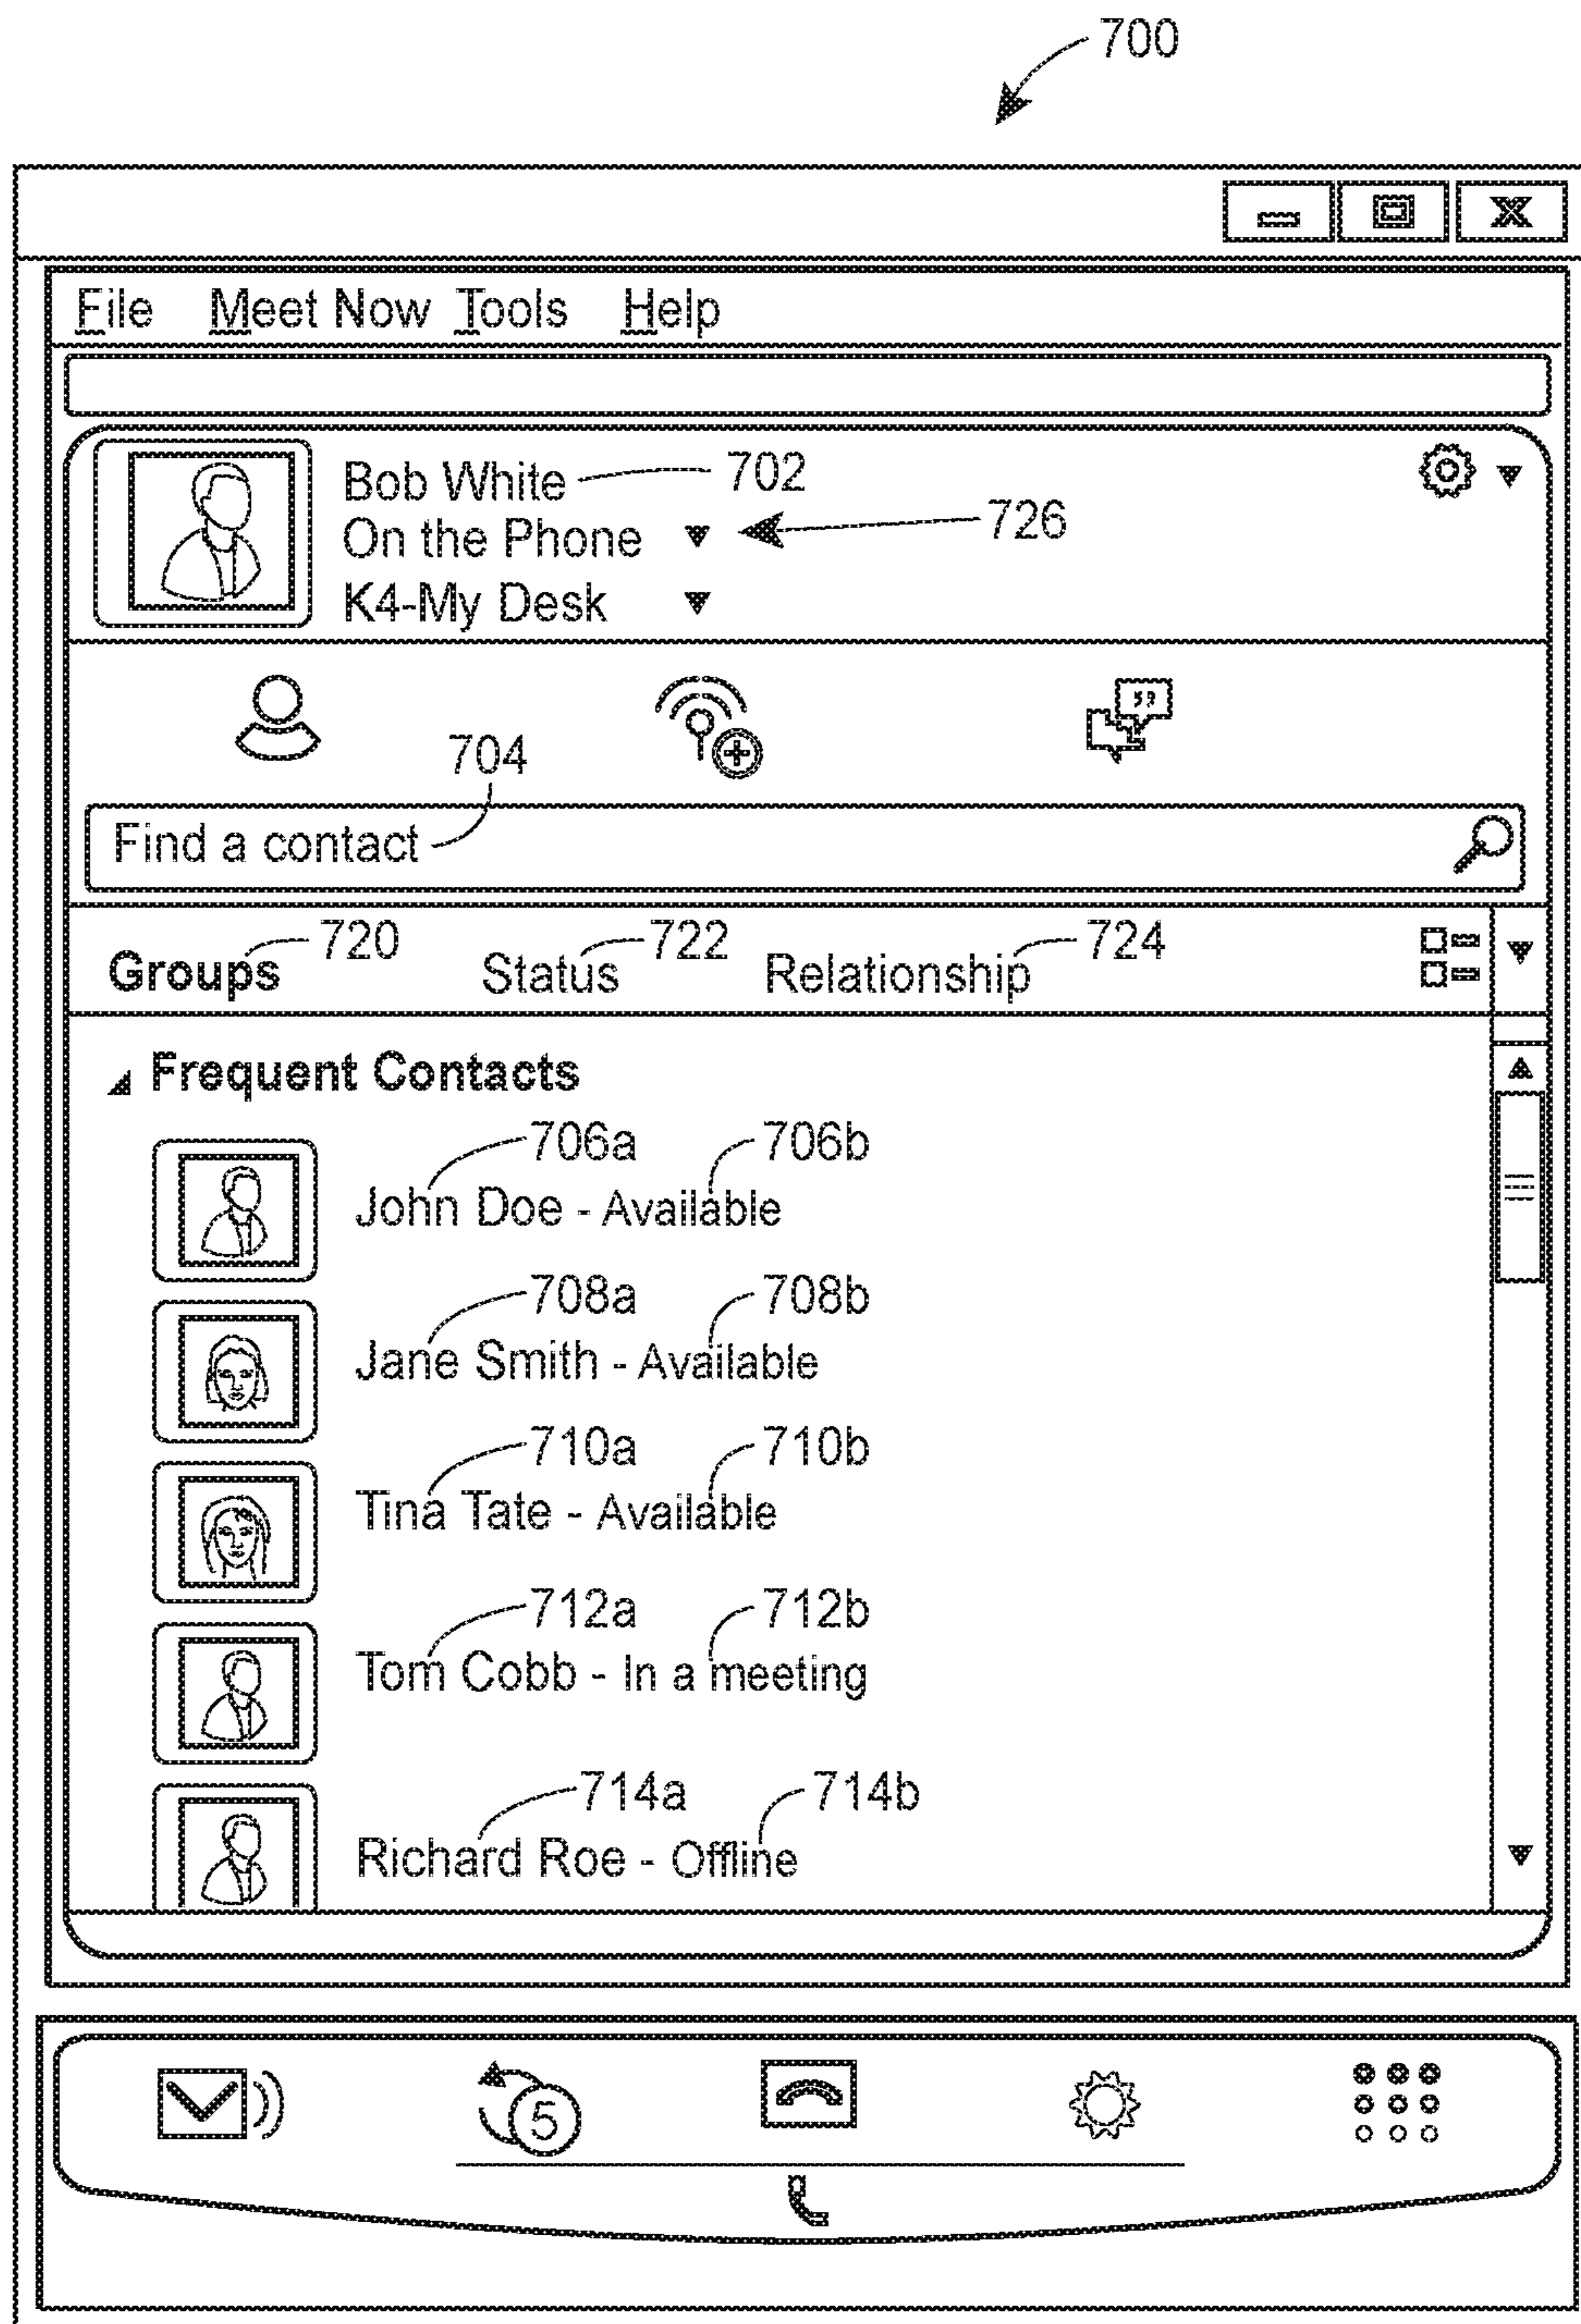 700
File Meet Now Tools Help
Bob White 702
On the Phone 726
K4-My Desk
704
"
Find a contact
720 722 724
Groups Status Relationship
Frequent Contacts
706a 706b
John Doe - Available
708a 708b
Jane Smith - Available
710a 710b
Tina Tate - Available
712a 712b
Tom Cobb - In a meeting
714a 714b
Richard Roe - Offline
5